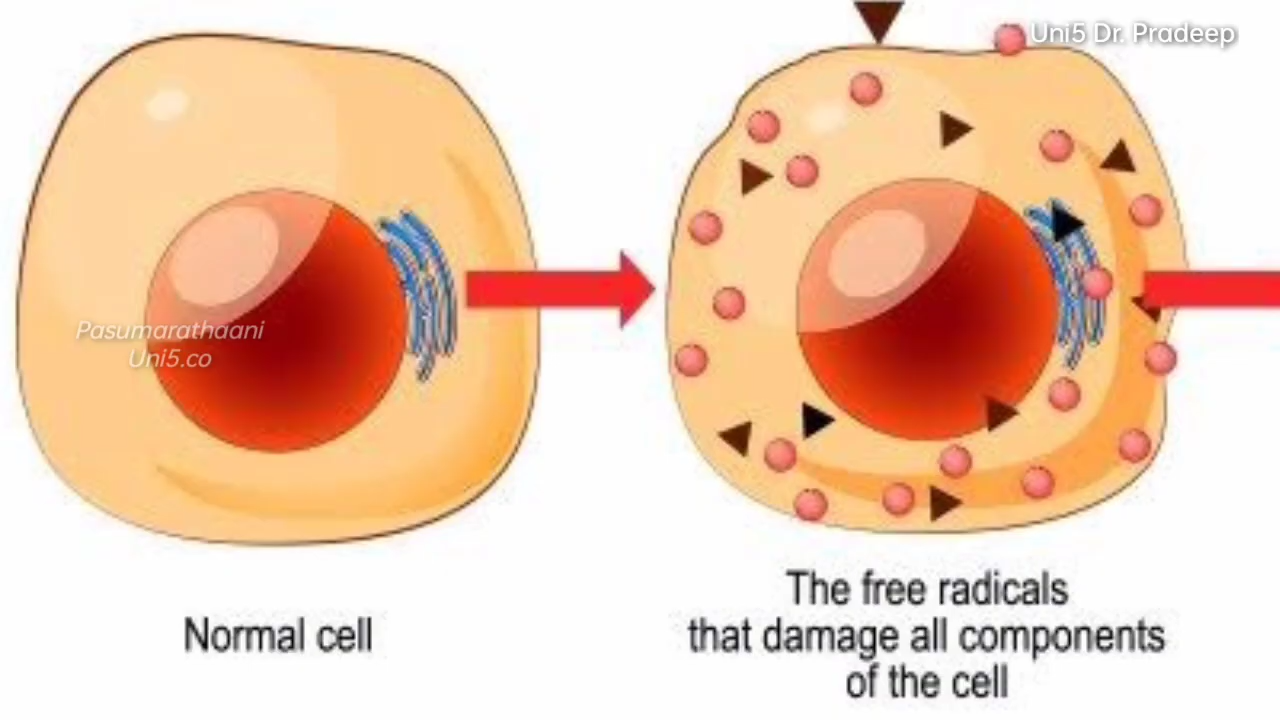 Uni5 Dr. Pradeep
Pasumarathaani
Uni5.co
Normal cell
The free radicals
that damage all components
of the cell